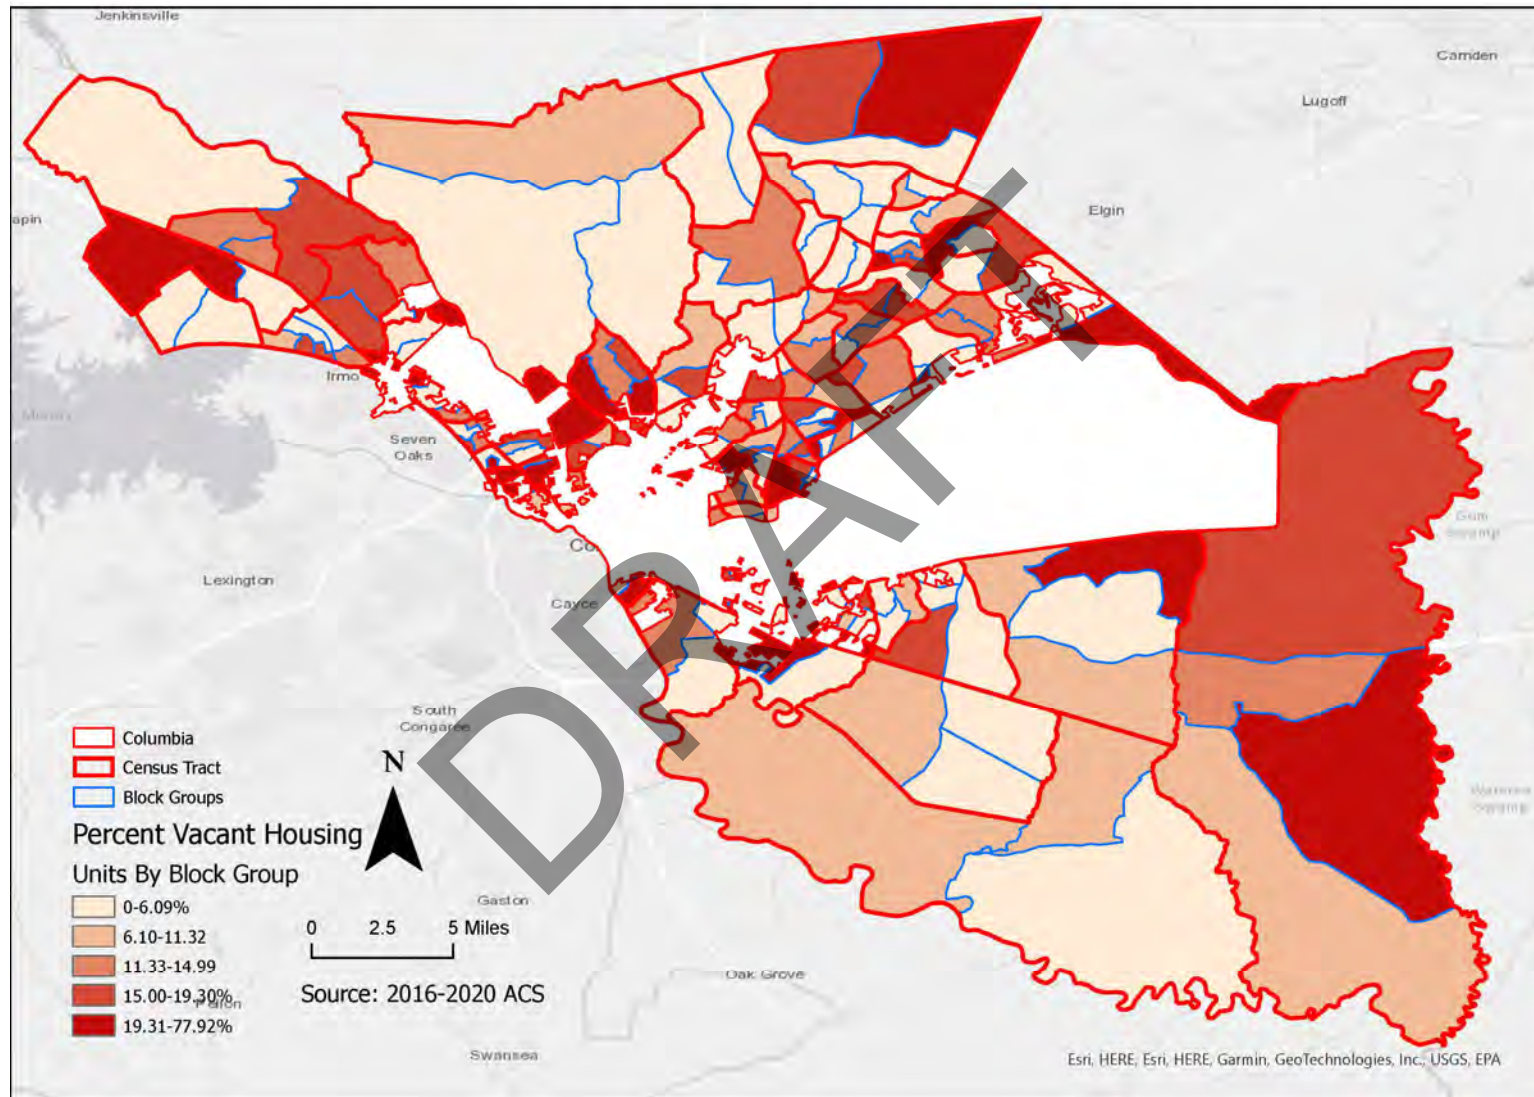 Jenkinsville
Camden
Lugoff
Elgin
apin
Irmo
Seven
Oaks
Lexington
Cayce
South
Congaree
Gaston
Oak Grove
Swansea
DRAFT
Columbia
Census Tract
Block Groups
Percent Vacant Housing
Units By Block Group
0-6.09%
6.10-11.32
11.33-14.99
15.00-19.30%
19.31-77.92%
N
0 2.5 5 Miles
Source: 2016-2020 ACS
Esri, HERE, Esri, HERE, Garmin, GeoTechnologies, Inc., USGS, EPA